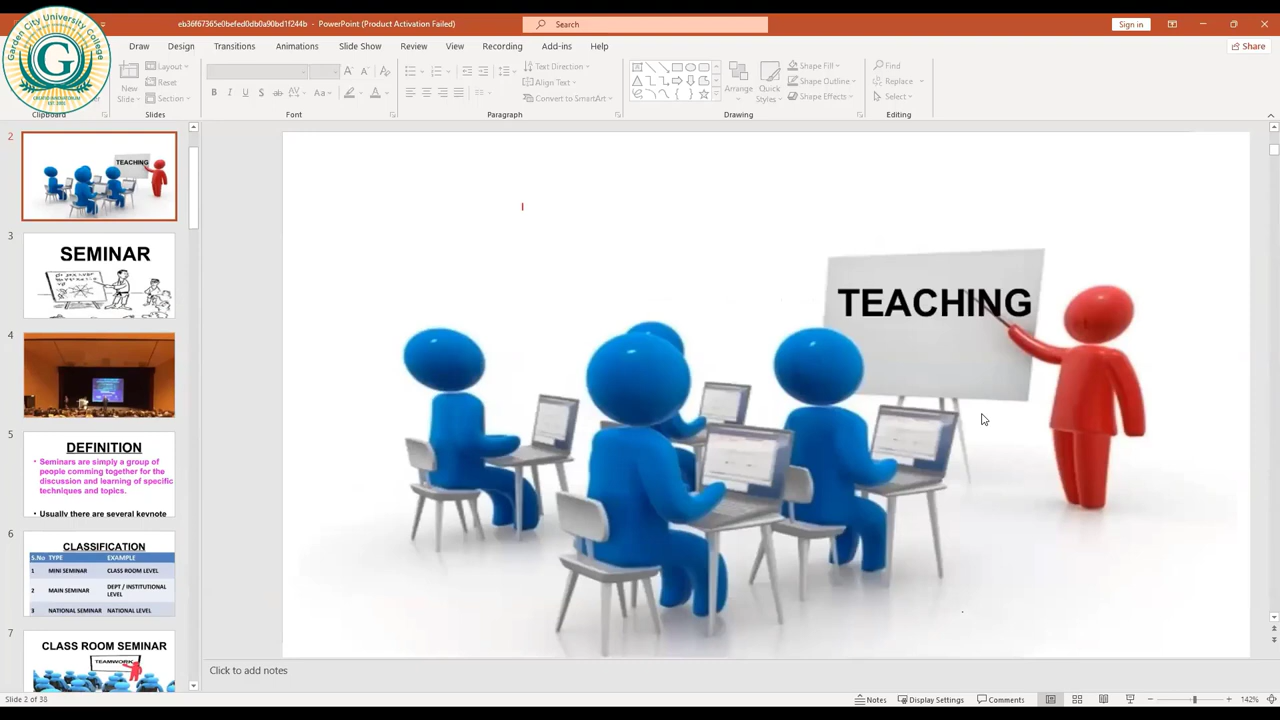 eb36f67365e0befed0db0a90bd1f244b - PowerPoint (Product Activation Failed)
Search
Sign in
Garden City University College
G
Draw Design Transitions Animations Slide Show Review View Recording Add-ins Help
Share
New Slide
Layout
Reset
Section
Text Direction
Align Text
Convert to SmartArt
Arrange
Quick Styles
Shape Fill
Shape Outline
Shape Effects
Find
Replace
Select
Clipboard Slides Font Paragraph Drawing Editing
2
TEACHING
3
SEMINAR
4
5
DEFINITION
• Seminars are simply a group of
people comming together for the
discussion and learning of specific
techniques and topics.
• Usually there are several keynote
6
CLASSIFICATION
S.No TYPE EXAMPLE
1 MINI SEMINAR CLASS ROOM LEVEL
2 MAIN SEMINAR DEPT / INSTITUTIONAL LEVEL
3 NATIONAL SEMINAR NATIONAL LEVEL
7
CLASS ROOM SEMINAR
TEAMWORK
TEACHING
Click to add notes
Slide 2 of 38
Notes Display Settings Comments 142%